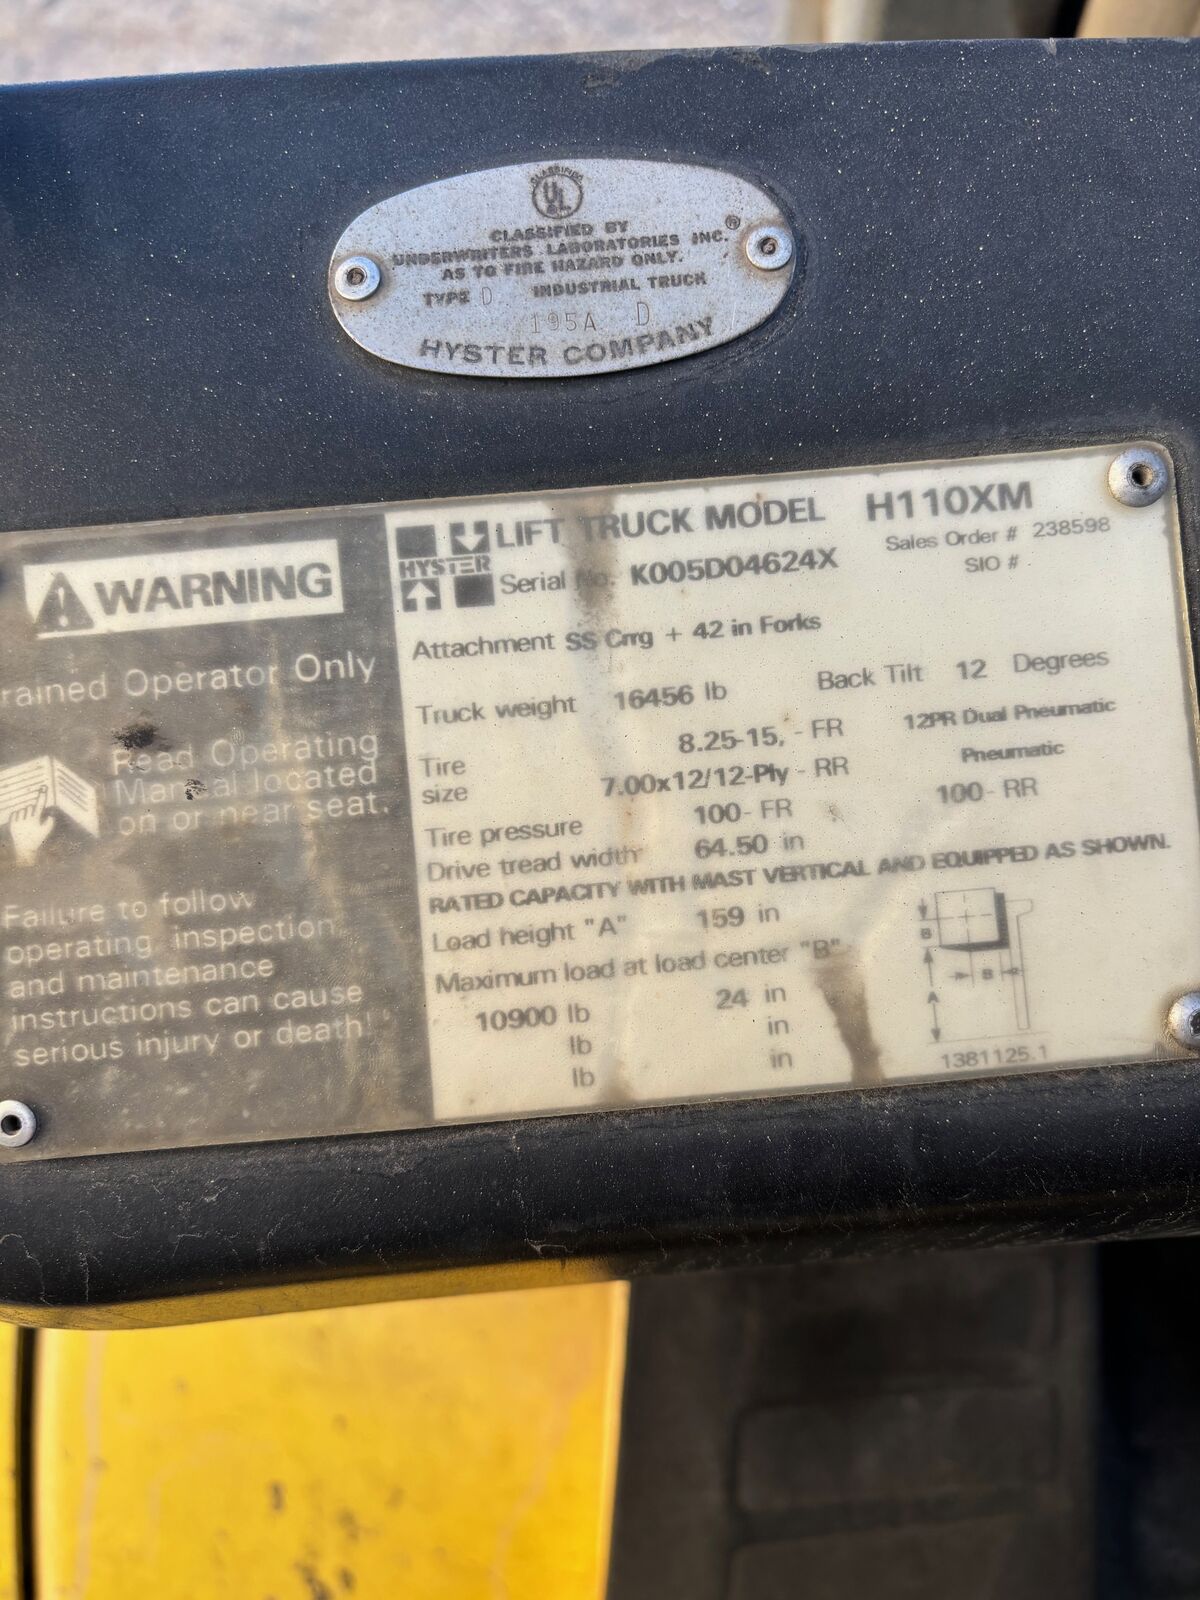 CLASSIFIED
UL
CLASSIFIED BY
UNDERWRITERS LABORATORIES INC.®
AS TO FIRE HAZARD ONLY.
TYPE D INDUSTRIAL TRUCK
195A D
HYSTER COMPANY
WARNING
rained Operator Only
Read Operating
Manual located
on or near seat.
Failure to follow
operating, inspection
and maintenance
instructions can cause
serious injury or death!
HYSTER
LIFT TRUCK MODEL H110XM
Serial No. K005D04624X
Sales Order # 238598
SIO #
Attachment SS Crrg + 42 in Forks
Truck weight 16456 lb Back Tilt 12 Degrees
Tire size 8.25-15, - FR 12PR Dual Pneumatic
7.00x12/12-Ply - RR Pneumatic
Tire pressure 100- FR 100- RR
Drive tread width 64.50 in
RATED CAPACITY WITH MAST VERTICAL AND EQUIPPED AS SHOWN.
Load height "A" 159 in
Maximum load at load center "B"
10900 lb 24 in
lb in
lb in
B
B
A
1381125.1